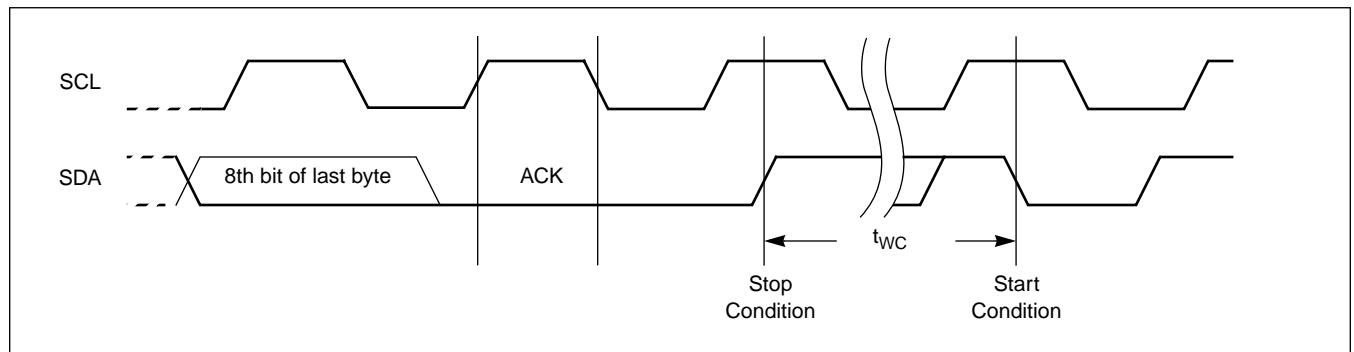 SCL
SDA
8th bit of last byte
ACK
tWC
Stop
Condition
Start
Condition